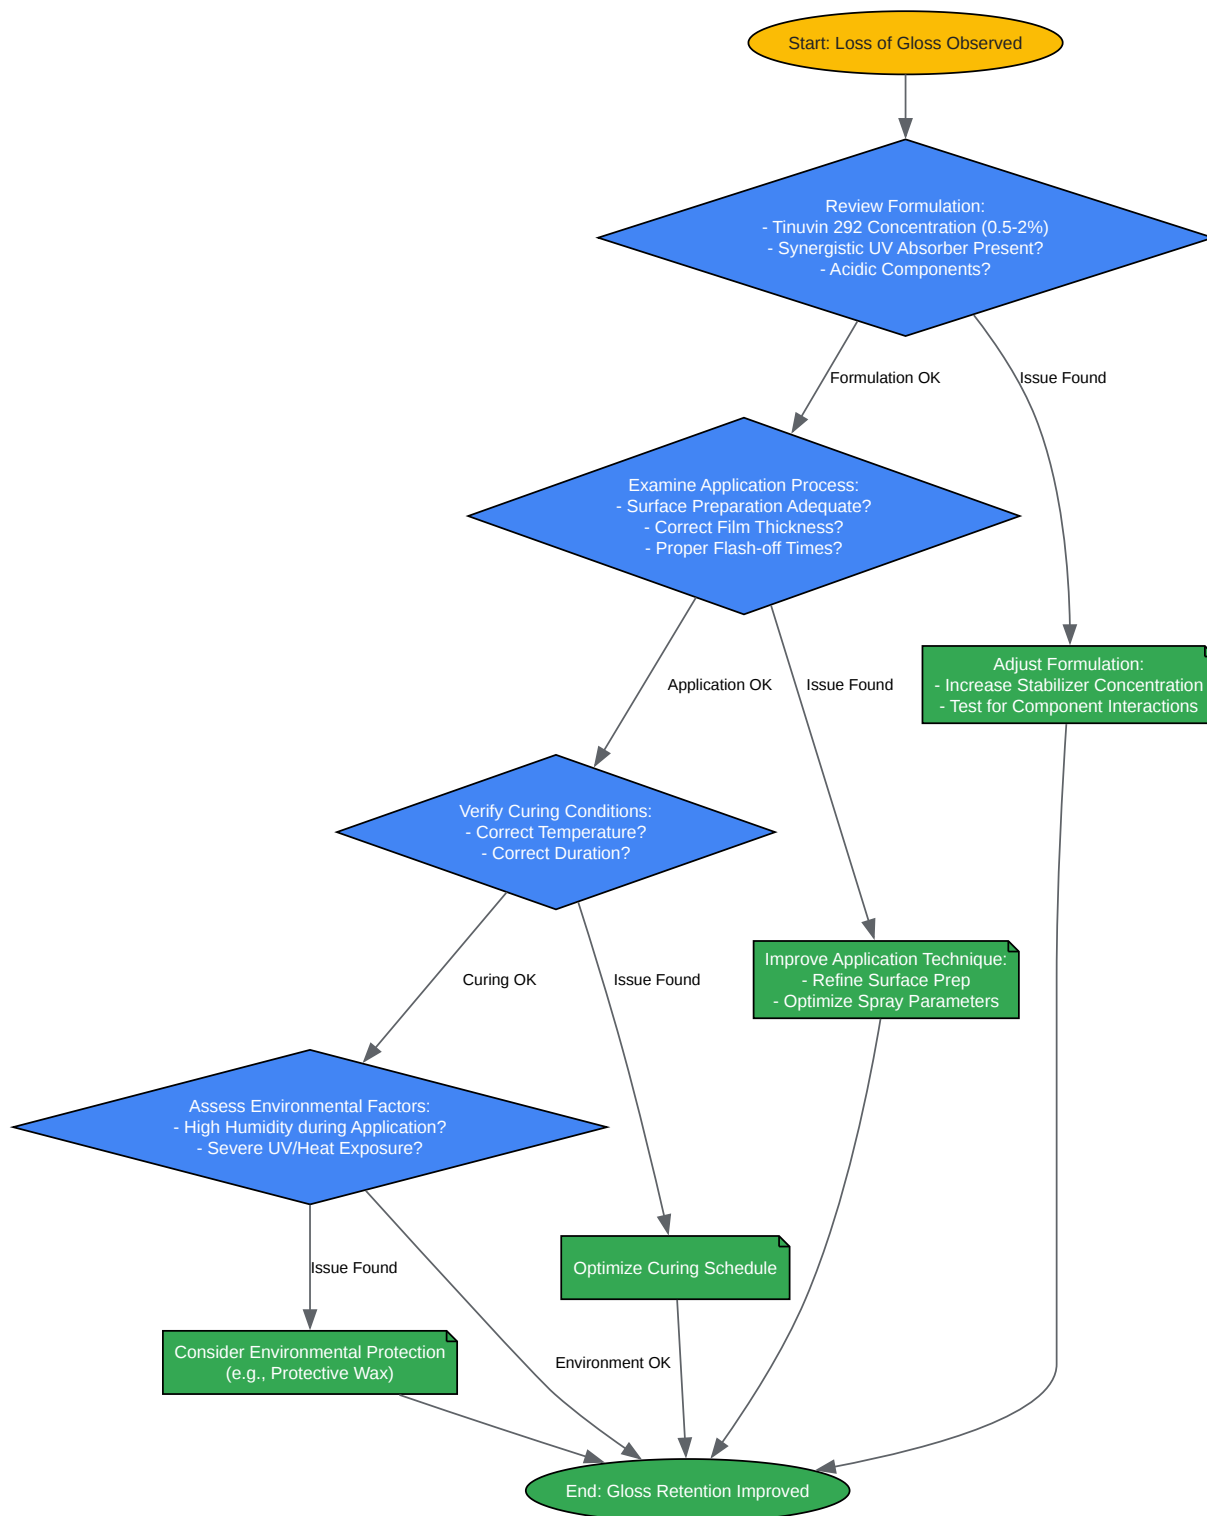 Start: Loss of Gloss Observed
Review Formulation:
- Tinuvin 292 Concentration (0.5-2%)
- Synergistic UV Absorber Present?
- Acidic Components?
Formulation OK
Issue Found
Examine Application Process:
- Surface Preparation Adequate?
- Correct Film Thickness?
- Proper Flash-off Times?
Application OK
Issue Found
Adjust Formulation:
- Increase Stabilizer Concentration
- Test for Component Interactions
Verify Curing Conditions:
- Correct Temperature?
- Correct Duration?
Curing OK
Issue Found
Improve Application Technique:
- Refine Surface Prep
- Optimize Spray Parameters
Assess Environmental Factors:
- High Humidity during Application?
- Severe UV/Heat Exposure?
Issue Found
Optimize Curing Schedule
Consider Environmental Protection
(e.g., Protective Wax)
Environment OK
End: Gloss Retention Improved